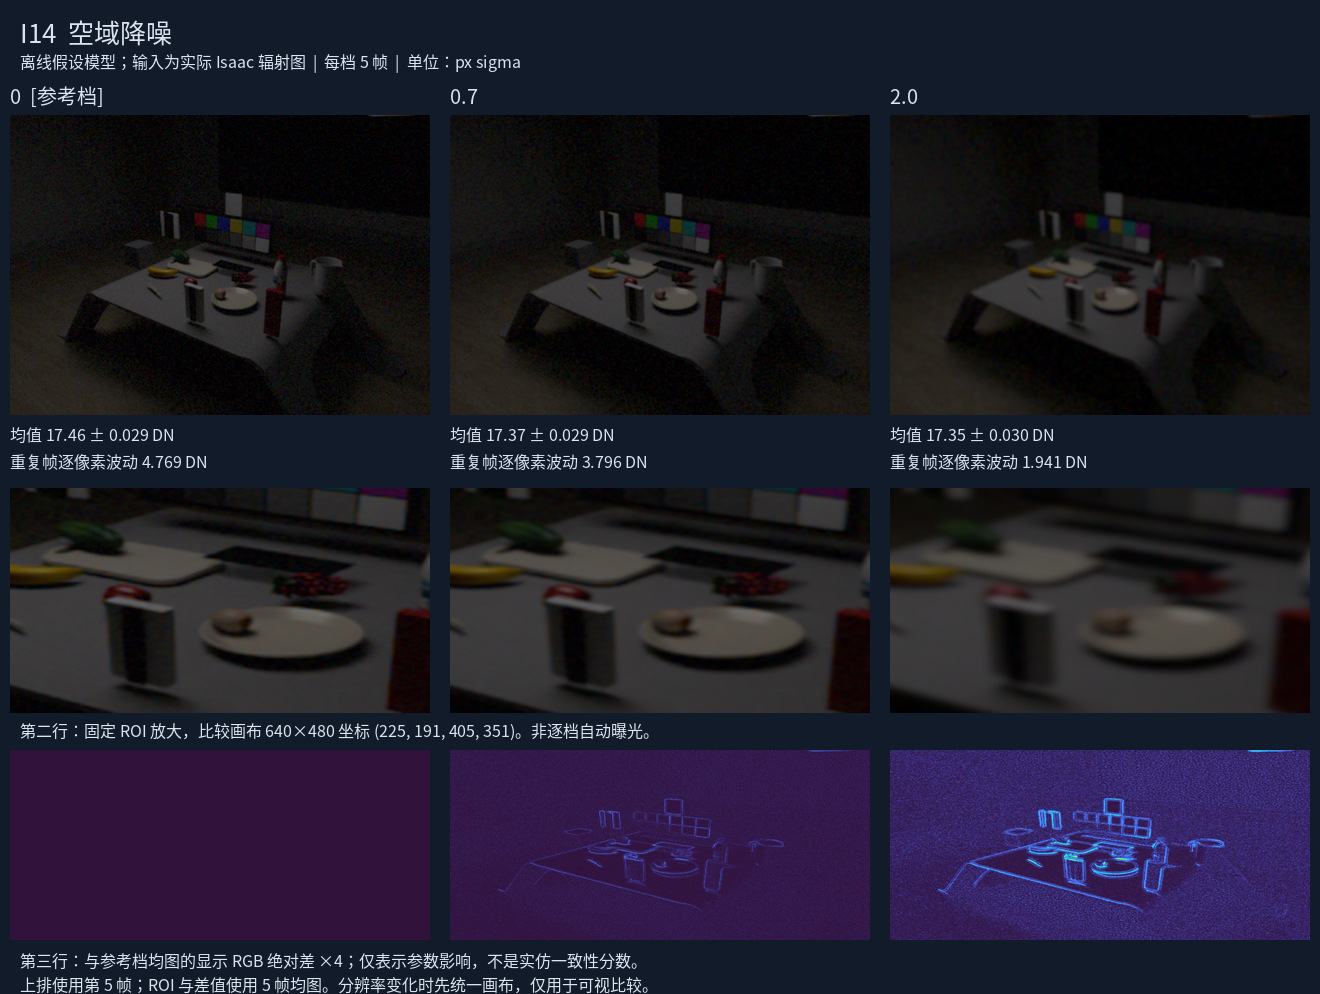 I14 空域降噪
离线假设模型；输入为实际 Isaac 辐射图 | 每档 5 帧 | 单位：px sigma
0 [参考档] 0.7 2.0
均值 17.46 ± 0.029 DN 均值 17.37 ± 0.029 DN 均值 17.35 ± 0.030 DN
重复帧逐像素波动 4.769 DN 重复帧逐像素波动 3.796 DN 重复帧逐像素波动 1.941 DN
第二行：固定 ROI 放大，比较画布 640×480 坐标 (225, 191, 405, 351)。非逐档自动曝光。
第三行：与参考档均图的显示 RGB 绝对差 ×4；仅表示参数影响，不是实仿一致性分数。
上排使用第 5 帧；ROI 与差值使用 5 帧均图。分辨率变化时先统一画布，仅用于可视比较。